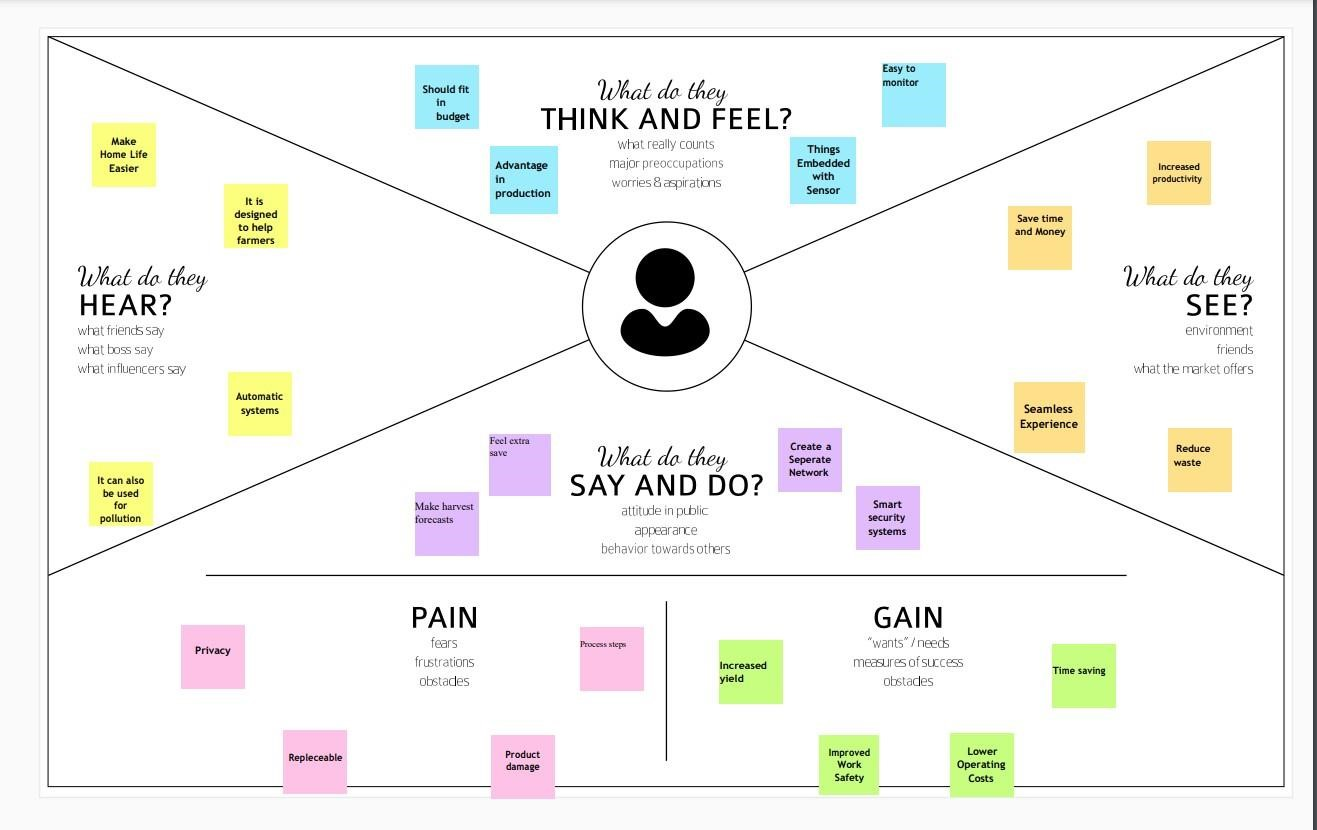 What do they
THINK AND FEEL?
what really counts
major preoccupations
worries & aspirations
Should fit
in
budget
Advantage
in
production
Easy to
monitor
Things
Embedded
with
Sensor
Make
Home Life
Easier
It is
designed
to help
farmers
What do they
HEAR?
what friends say
what boss say
what influencers say
Automatic
systems
It can also
be used
for
pollution
Increased
productivity
Save time
and Money
What do they
SEE?
environment
friends
what the market offers
Seamless
Experience
Reduce
waste
Feel extra
save
Make harvest
forecasts
What do they
SAY AND DO?
attitude in public
appearance
behavior towards others
Create a
Seperate
Network
Smart
security
systems
PAIN
fears
frustrations
obstacles
Privacy
Process steps
Repleceable
Product
damage
GAIN
"wants" / needs
measures of success
obstacles
Increased
yield
Time saving
Improved
Work
Safety
Lower
Operating
Costs